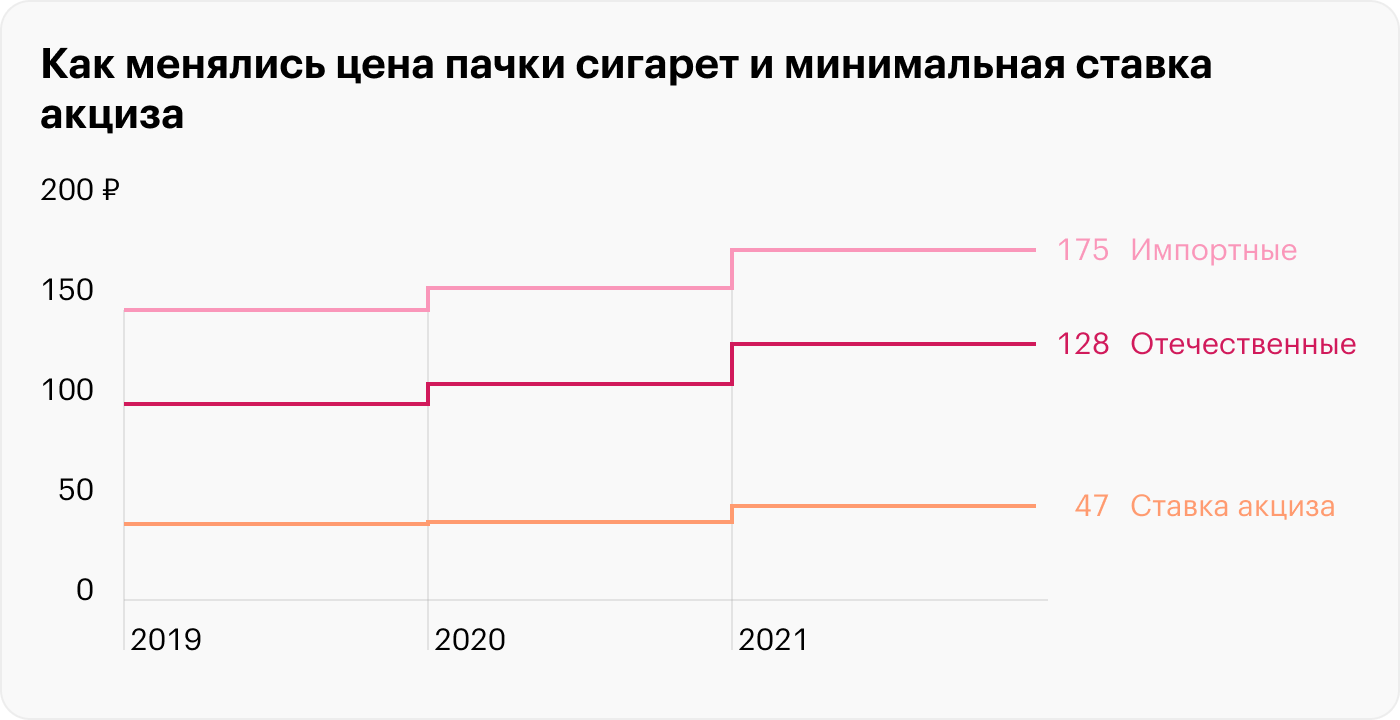 Как менялись цена пачки сигарет и минимальная ставка
акциза
200 ₽
175 Импортные
150
128 Отечественные
100
50
47 Ставка акциза
0
2019 2020 2021